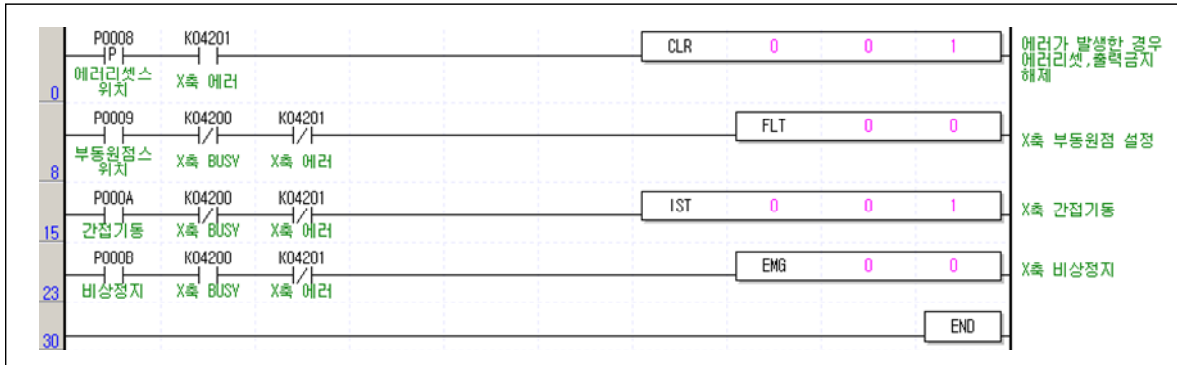 P0008 K04201
P CLR 0 0 1 에러가 발생한 경우
에러리셋스 X축 에러 에러리셋,출력금지
0 위치 해제
P0009 K04200 K04201
FLT 0 0 X축 부동원점 설정
부동원점스 X축 BUSY X축 에러
8 위치
P000A K04200 K04201
IST 0 0 1 X축 간접기동
15 간접기동 X축 BUSY X축 에러
P000B K04200 K04201
EMG 0 0 X축 비상정지
23 비상정지 X축 BUSY X축 에러
END
30